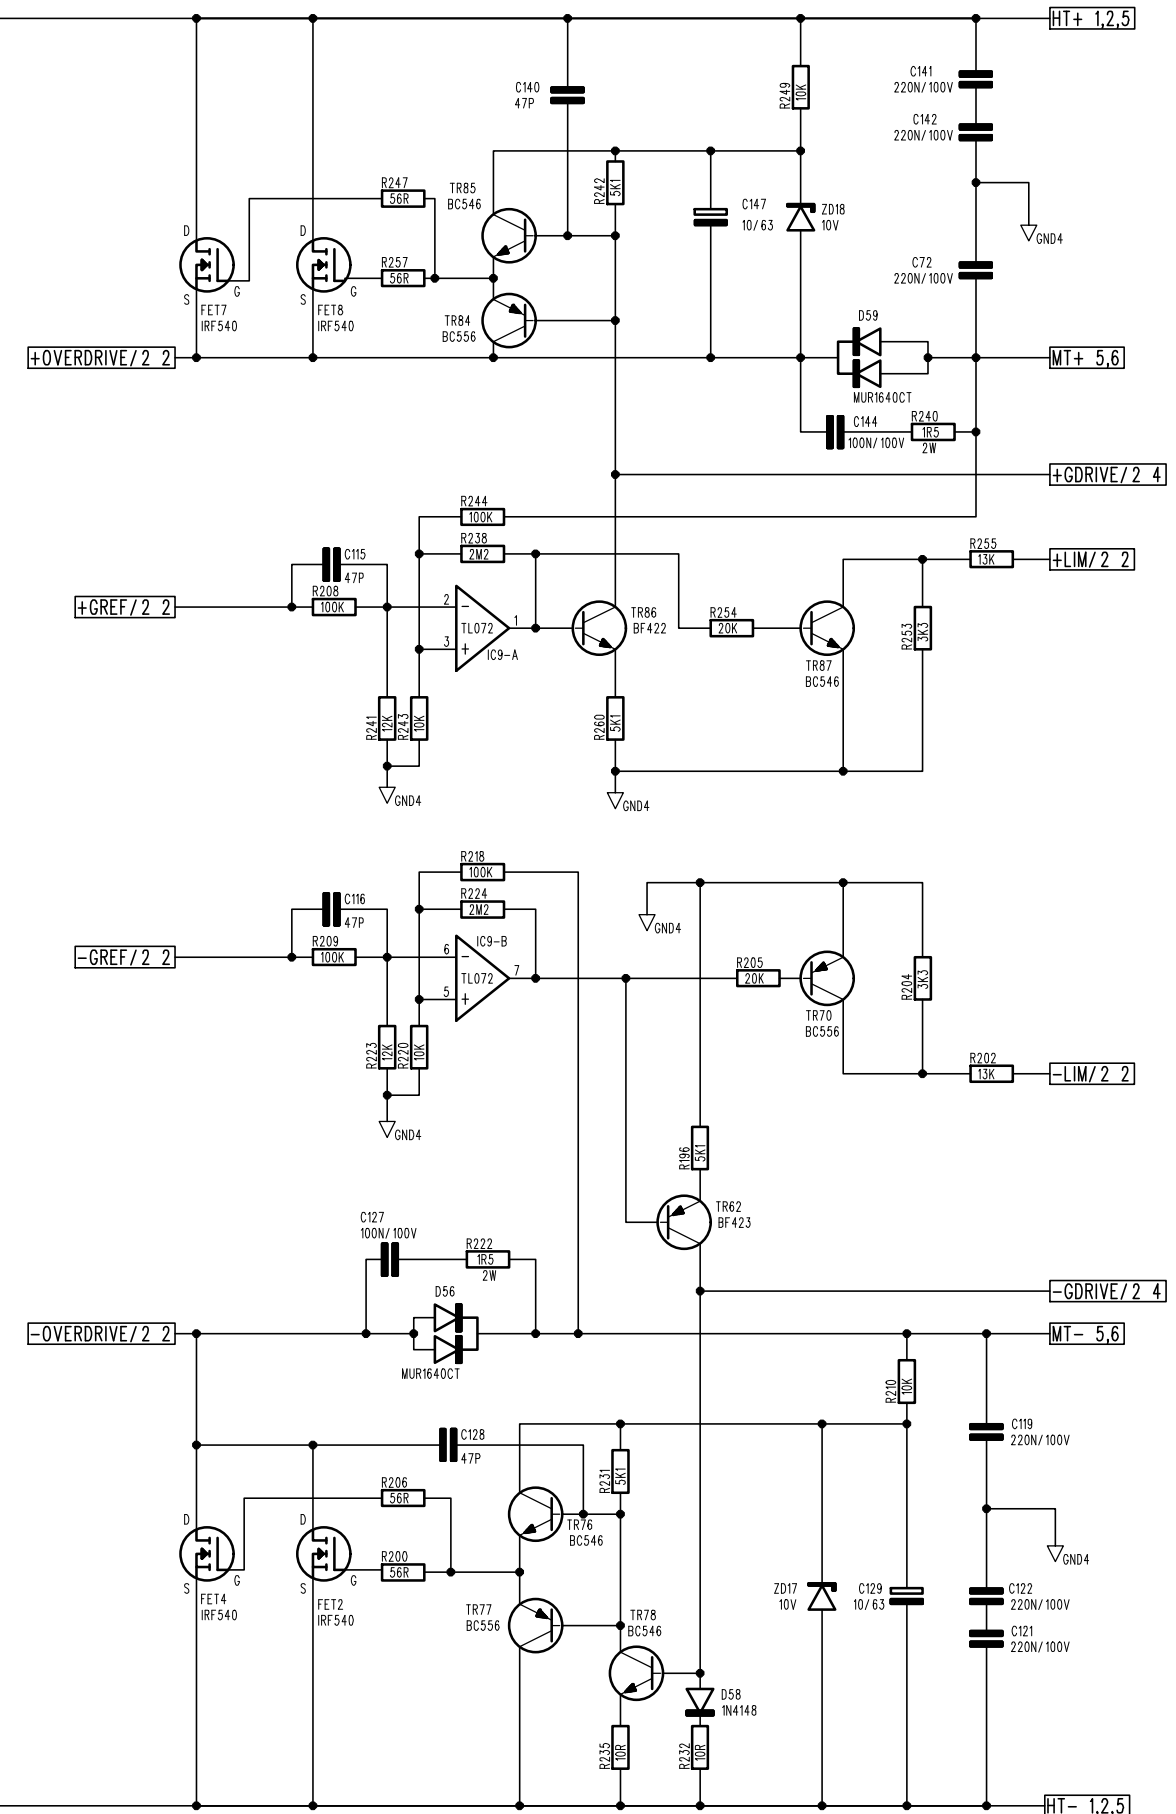 HT+ 1,2,5
C141
220N/100V
C140
47P
R249
10K
C142
220N/100V
R247
56R
TR85
BC546
R242
5K1
C147
10/63
ZD18
10V
GND4
D
D
R257
56R
C72
220N/100V
S
G
S
G
FET7
IRF540
FET8
IRF540
TR84
BC556
D59
+OVERDRIVE/2 2
MT+ 5,6
MUR1640CT
C144
100N/100V
R240
1R5
2W
+GDRIVE/2 4
R244
100K
R238
2M2
R255
13K
+LIM/2 2
C115
47P
R208
100K
+GREF/2 2
2
-
TL072
1
3
+
IC9-A
TR86
BF422
R254
20K
TR87
BC546
R253
3K3
R241
12K
R243
10K
R260
5K1
GND4
GND4
R218
100K
R224
2M2
C116
47P
GND4
R209
100K
-GREF/2 2
IC9-B
6
-
TL072
7
5
+
R205
20K
TR70
BC556
R204
3K3
R223
12K
R220
10K
R202
13K
-LIM/2 2
GND4
R196
5K1
TR62
BF423
C127
100N/100V
R222
1R5
2W
-GDRIVE/2 4
D56
-OVERDRIVE/2 2
MT- 5,6
MUR1640CT
R210
10K
C128
47P
C119
220N/100V
R206
56R
R231
5K1
D
D
TR76
BC546
R200
56R
GND4
S
G
S
G
FET4
IRF540
FET2
IRF540
TR77
BC556
TR78
BC546
ZD17
10V
C129
10/63
C122
220N/100V
C121
220N/100V
D58
1N4148
R235
10R
R232
10R
HT- 1,2,5